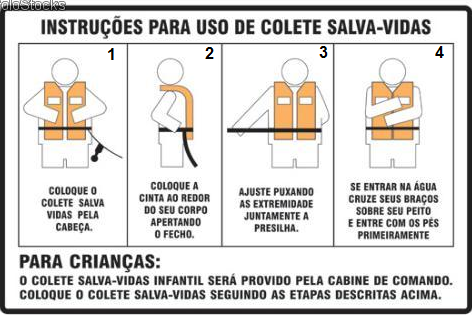 INSTRUÇÕES PARA USO DE COLETE SALVA-VIDAS
1
2
3
4
COLOQUE O
COLETE SALVA
VIDAS PELA
CABEÇA.
COLOQUE A
CINTA AO REDOR
DO SEU CORPO
APERTANDO
O FECHO.
AJUSTE PUXANDO
AS EXTREMIDADE
JUNTAMENTE A
PRESILHA.
SE ENTRAR NA ÁGUA
CRUZE SEUS BRAÇOS
SOBRE SEU PEITO
E ENTRE COM OS PÉS
PRIMEIRAMENTE
PARA CRIANÇAS:
O COLETE SALVA-VIDAS INFANTIL SERÁ PROVIDO PELA CABINE DE COMANDO.
COLOQUE O COLETE SALVA-VIDAS SEGUINDO AS ETAPAS DESCRITAS ACIMA.